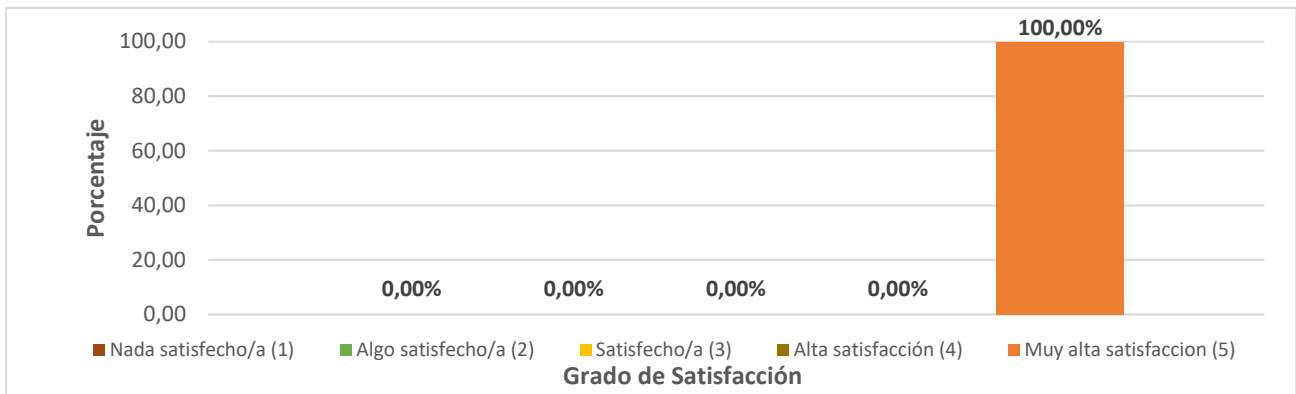 100,00%
100,00
80,00
60,00
40,00
20,00
0,00
Porcentaje
0,00%
0,00%
0,00%
0,00%
Nada satisfecho/a (1)
Algo satisfecho/a (2)
Satisfecho/a (3)
Alta satisfacción (4)
Muy alta satisfaccion (5)
Grado de Satisfacción